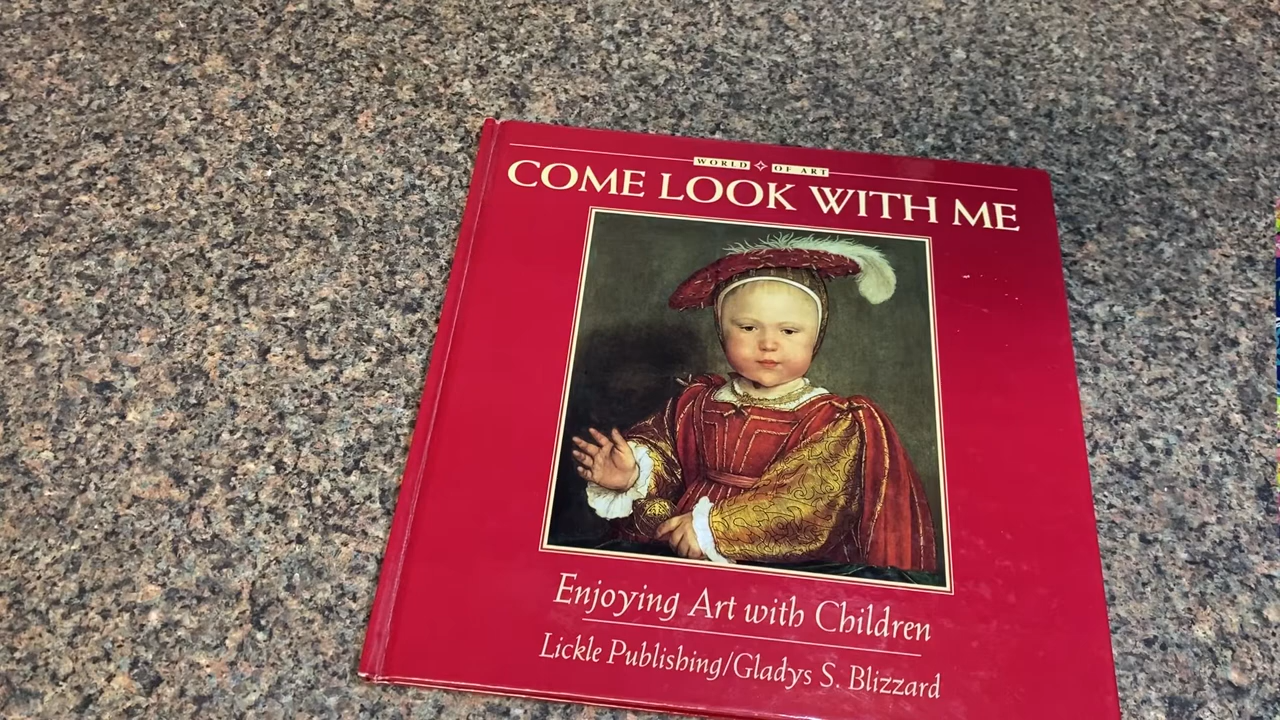 WORLD OF ART
COME LOOK WITH ME
Enjoying Art with Children
Lickle Publishing/Gladys S. Blizzard